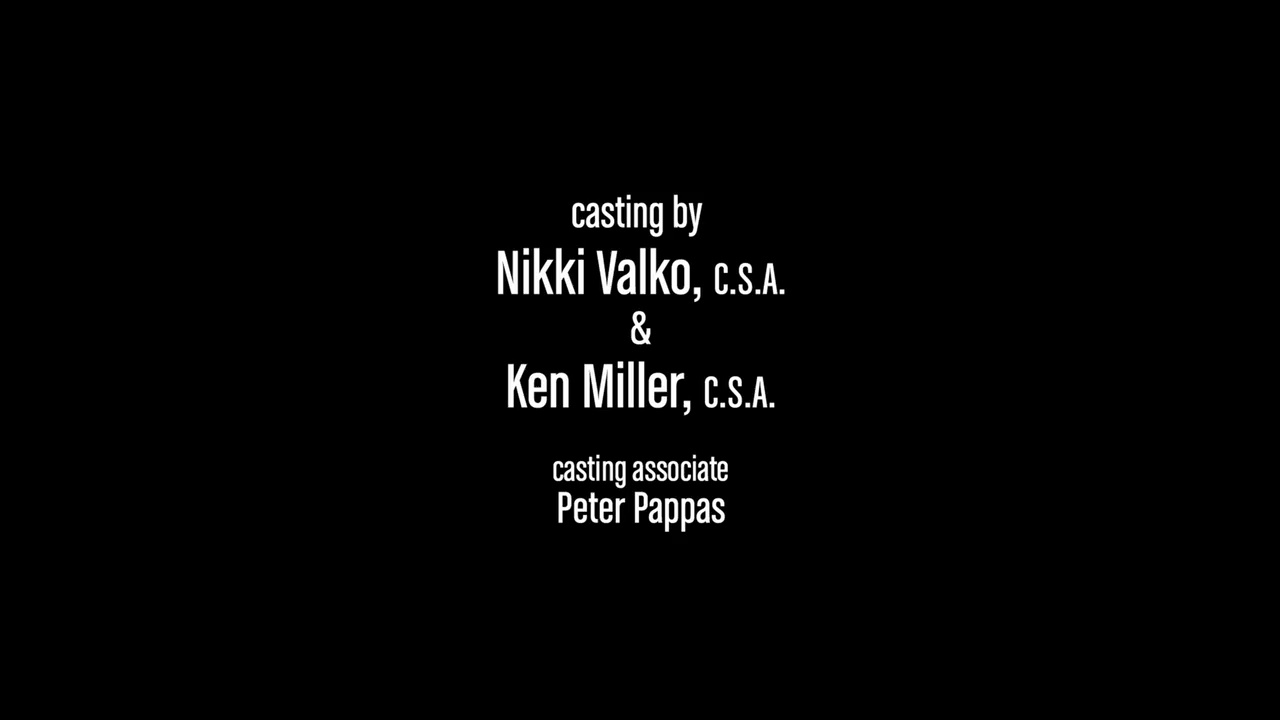 casting by
Nikki Valko, C.S.A.
&
Ken Miller, C.S.A.
casting associate
Peter Pappas